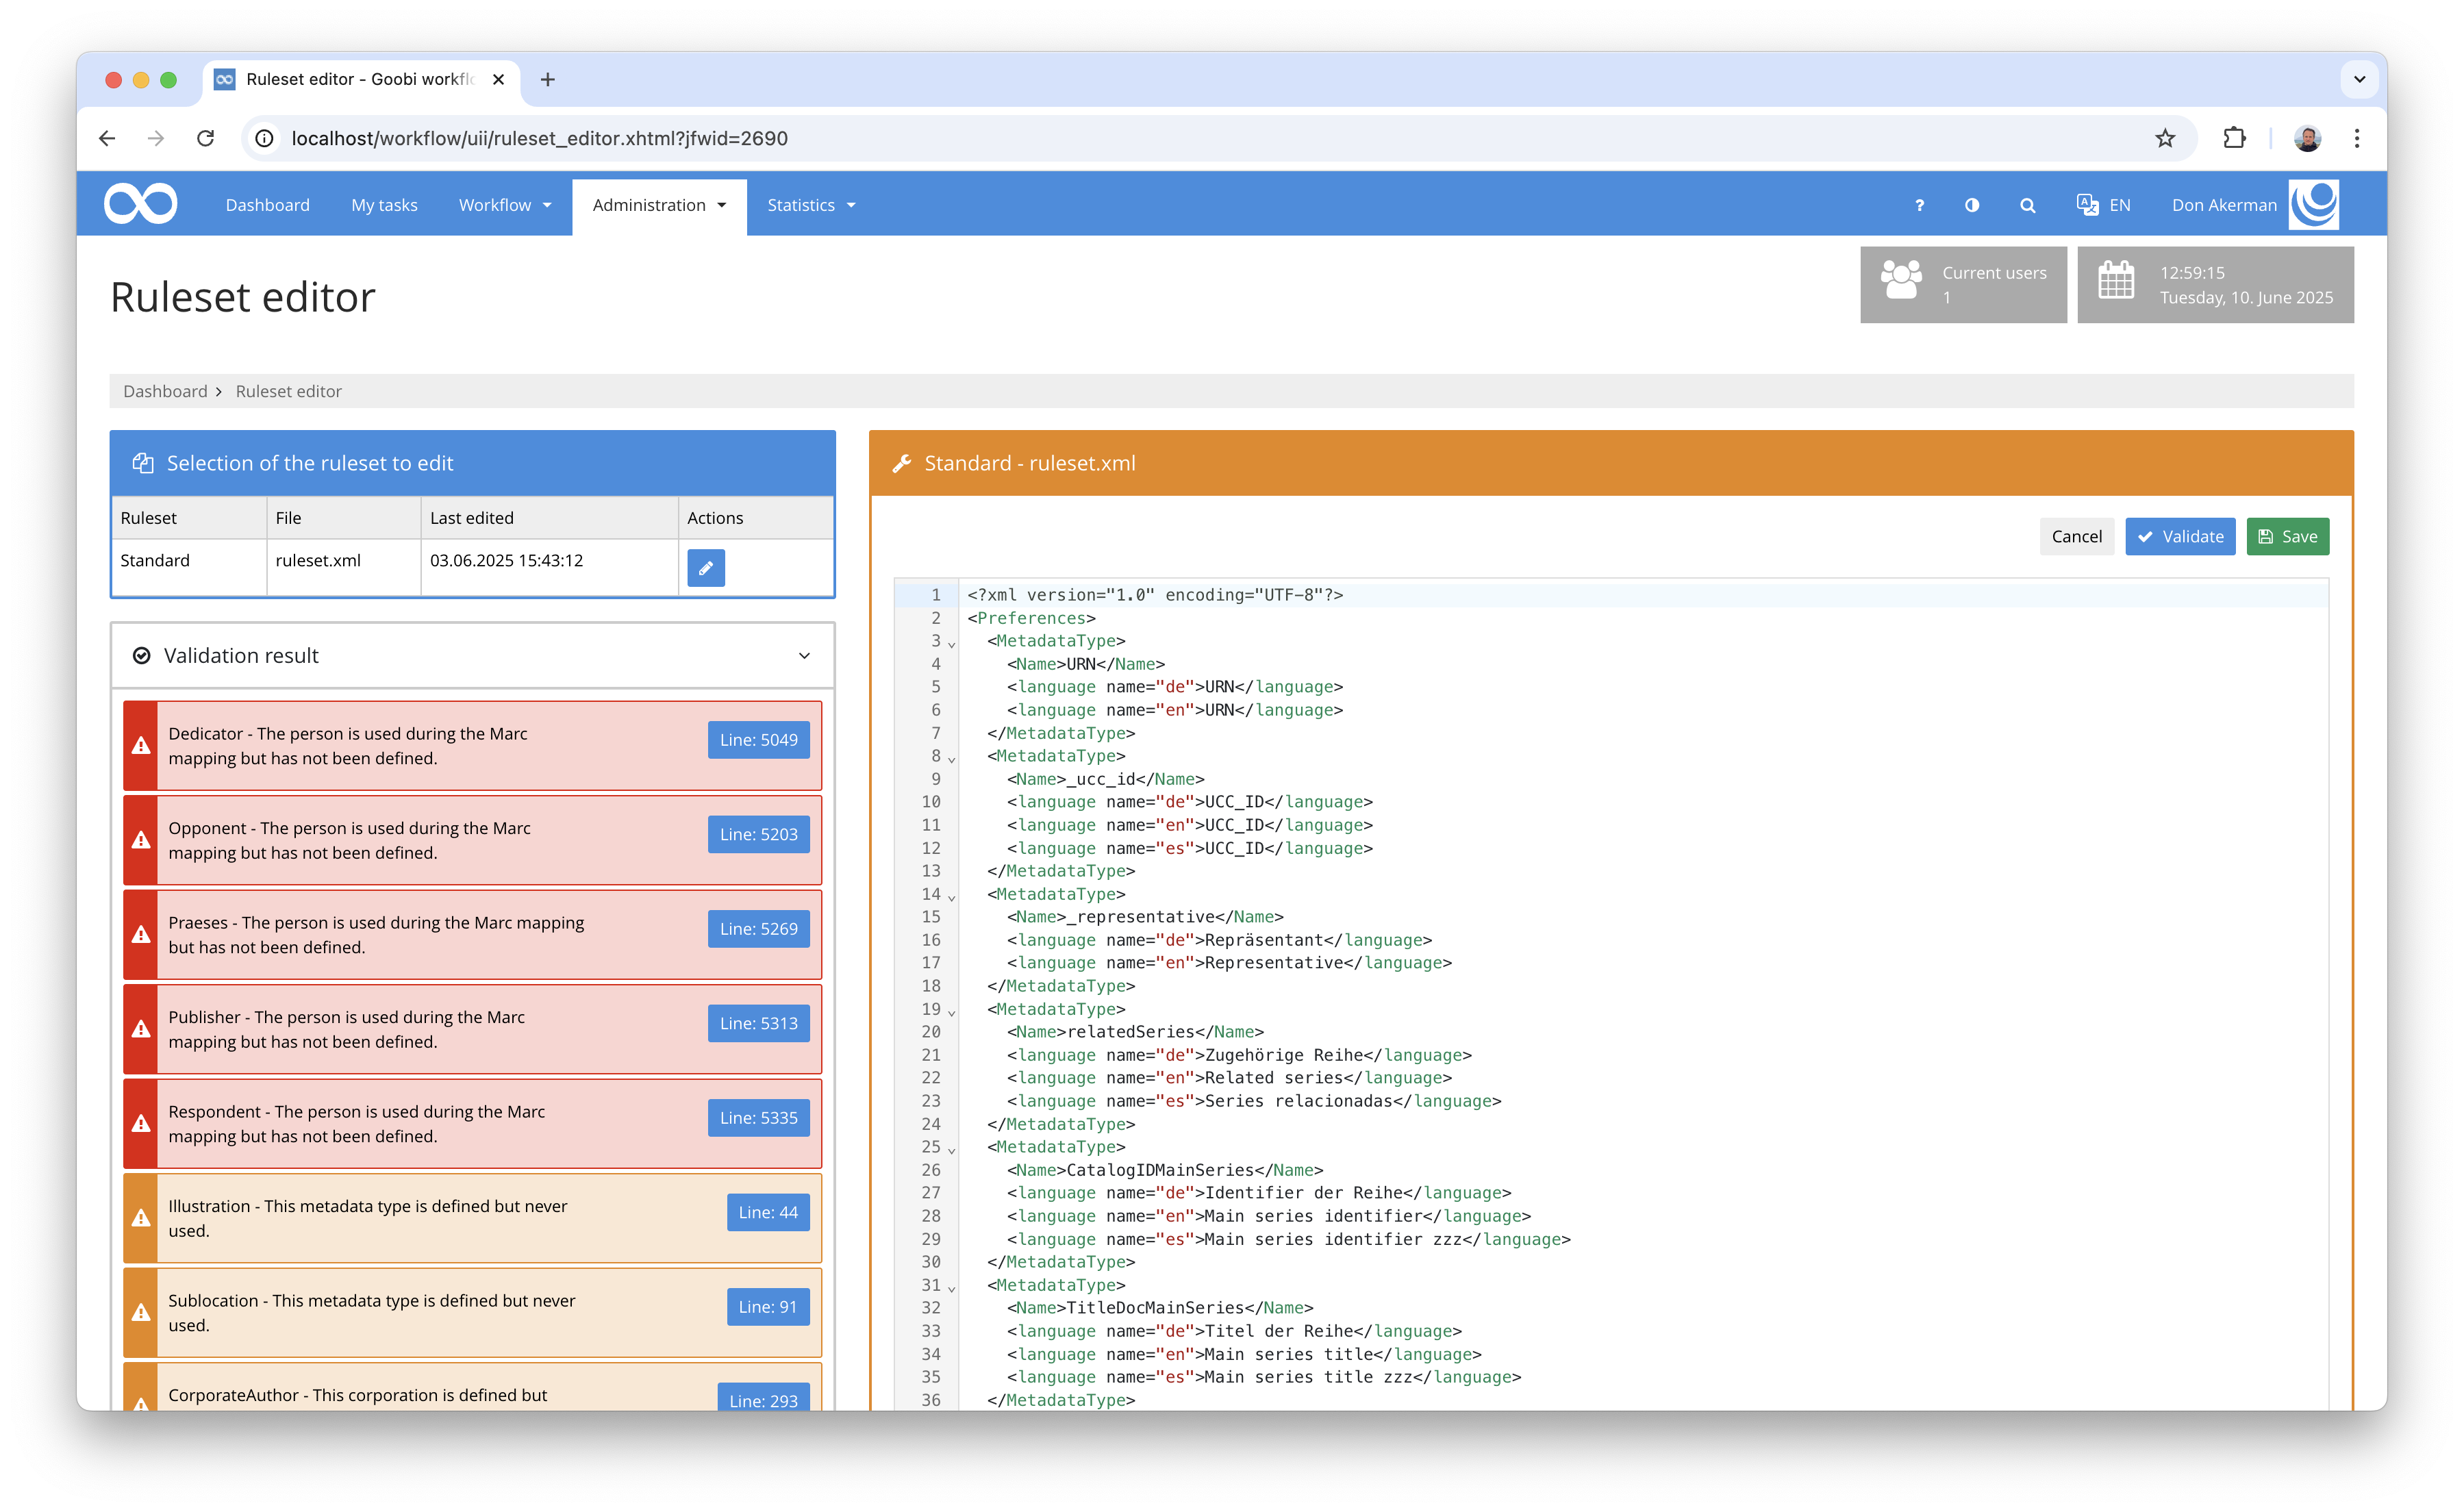 Ruleset editor - Goobi workfl
localhost/workflow/uii/ruleset_editor.xhtml?jfwid=2690
Dashboard My tasks Workflow Administration Statistics ? EN Don Akerman
Ruleset editor
Current users
1
12:59:15
Tuesday, 10. June 2025
Dashboard > Ruleset editor
Selection of the ruleset to edit
Ruleset File Last edited Actions
Standard ruleset.xml 03.06.2025 15:43:12
Validation result
Dedicator - The person is used during the Marc
mapping but has not been defined.
Line: 5049
Opponent - The person is used during the Marc
mapping but has not been defined.
Line: 5203
Praeses - The person is used during the Marc mapping
but has not been defined.
Line: 5269
Publisher - The person is used during the Marc
mapping but has not been defined.
Line: 5313
Respondent - The person is used during the Marc
mapping but has not been defined.
Line: 5335
Illustration - This metadata type is defined but never
used.
Line: 44
Sublocation - This metadata type is defined but never
used.
Line: 91
CorporateAuthor - This corporation is defined but
Line: 293
Standard - ruleset.xml
Cancel Validate Save
1 <?xml version="1.0" encoding="UTF-8"?>
2 <Preferences>
3 <MetadataType>
4 <Name>URN</Name>
5 <language name="de">URN</language>
6 <language name="en">URN</language>
7 </MetadataType>
8 <MetadataType>
9 <Name>_ucc_id</Name>
10 <language name="de">UCC_ID</language>
11 <language name="en">UCC_ID</language>
12 <language name="es">UCC_ID</language>
13 </MetadataType>
14 <MetadataType>
15 <Name>_representative</Name>
16 <language name="de">Repräsentant</language>
17 <language name="en">Representative</language>
18 </MetadataType>
19 <MetadataType>
20 <Name>relatedSeries</Name>
21 <language name="de">Zugehörige Reihe</language>
22 <language name="en">Related series</language>
23 <language name="es">Series relacionadas</language>
24 </MetadataType>
25 <MetadataType>
26 <Name>CatalogIDMainSeries</Name>
27 <language name="de">Identifier der Reihe</language>
28 <language name="en">Main series identifier</language>
29 <language name="es">Main series identifier zzz</language>
30 </MetadataType>
31 <MetadataType>
32 <Name>TitleDocMainSeries</Name>
33 <language name="de">Titel der Reihe</language>
34 <language name="en">Main series title</language>
35 <language name="es">Main series title zzz</language>
36 </MetadataType>